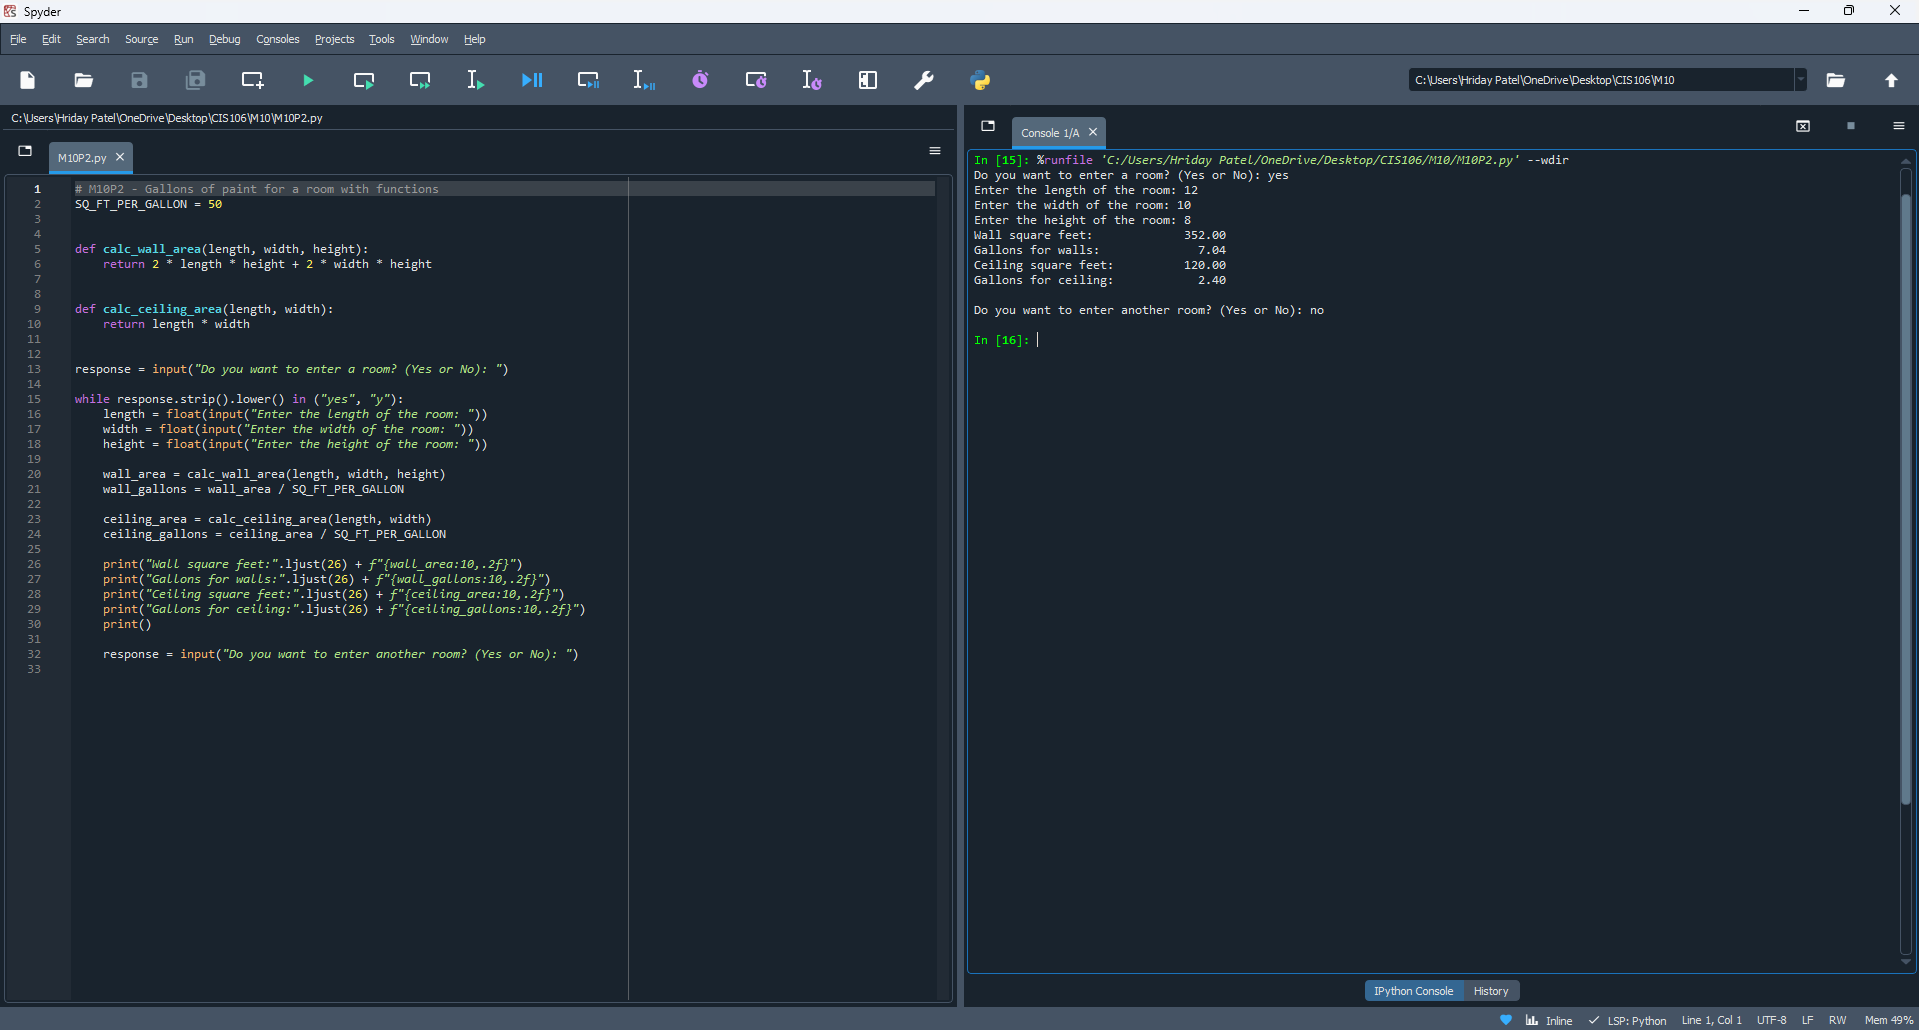 Spyder
File Edit Search Source Run Debug Consoles Projects Tools Window Help
C:\Users\Hriday Patel\OneDrive\Desktop\CIS106\M10
C:\Users\Hriday Patel\OneDrive\Desktop\CIS106\M10\M10P2.py
M10P2.py
1 # M10P2 - Gallons of paint for a room with functions
2 SQ_FT_PER_GALLON = 50
3
4
5 def calc_wall_area(length, width, height):
6     return 2 * length * height + 2 * width * height
7
8
9 def calc_ceiling_area(length, width):
10     return length * width
11
12
13 response = input("Do you want to enter a room? (Yes or No): ")
14
15 while response.strip().lower() in ("yes", "y"):
16     length = float(input("Enter the length of the room: "))
17     width = float(input("Enter the width of the room: "))
18     height = float(input("Enter the height of the room: "))
19
20     wall_area = calc_wall_area(length, width, height)
21     wall_gallons = wall_area / SQ_FT_PER_GALLON
22
23     ceiling_area = calc_ceiling_area(length, width)
24     ceiling_gallons = ceiling_area / SQ_FT_PER_GALLON
25
26     print("Wall square feet:".ljust(26) + f"{wall_area:10,.2f}")
27     print("Gallons for walls:".ljust(26) + f"{wall_gallons:10,.2f}")
28     print("Ceiling square feet:".ljust(26) + f"{ceiling_area:10,.2f}")
29     print("Gallons for ceiling:".ljust(26) + f"{ceiling_gallons:10,.2f}")
30     print()
31
32     response = input("Do you want to enter another room? (Yes or No): ")
33
Console 1/A
In [15]: %runfile 'C:/Users/Hriday Patel/OneDrive/Desktop/CIS106/M10/M10P2.py' --wdir
Do you want to enter a room? (Yes or No): yes
Enter the length of the room: 12
Enter the width of the room: 10
Enter the height of the room: 8
Wall square feet:             352.00
Gallons for walls:              7.04
Ceiling square feet:          120.00
Gallons for ceiling:            2.40
Do you want to enter another room? (Yes or No): no
In [16]:
IPython Console History
Inline LSP: Python Line 1, Col 1 UTF-8 LF RW Mem 49%